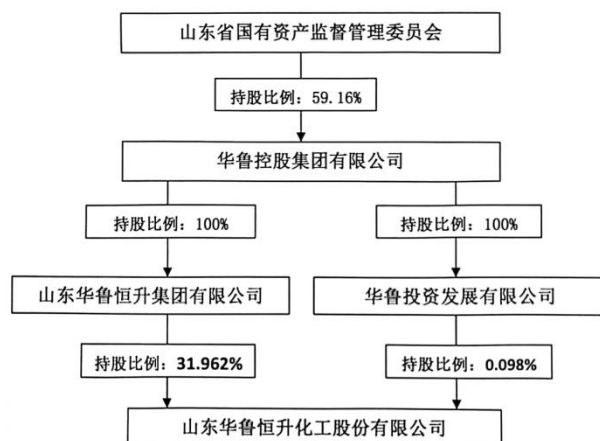 山东省国有资产监督管理委员会
持股比例：59.16%
华鲁控股集团有限公司
持股比例：100%
持股比例：100%
山东华鲁恒升集团有限公司
华鲁投资发展有限公司
持股比例：31.962%
持股比例：0.098%
山东华鲁恒升化工股份有限公司